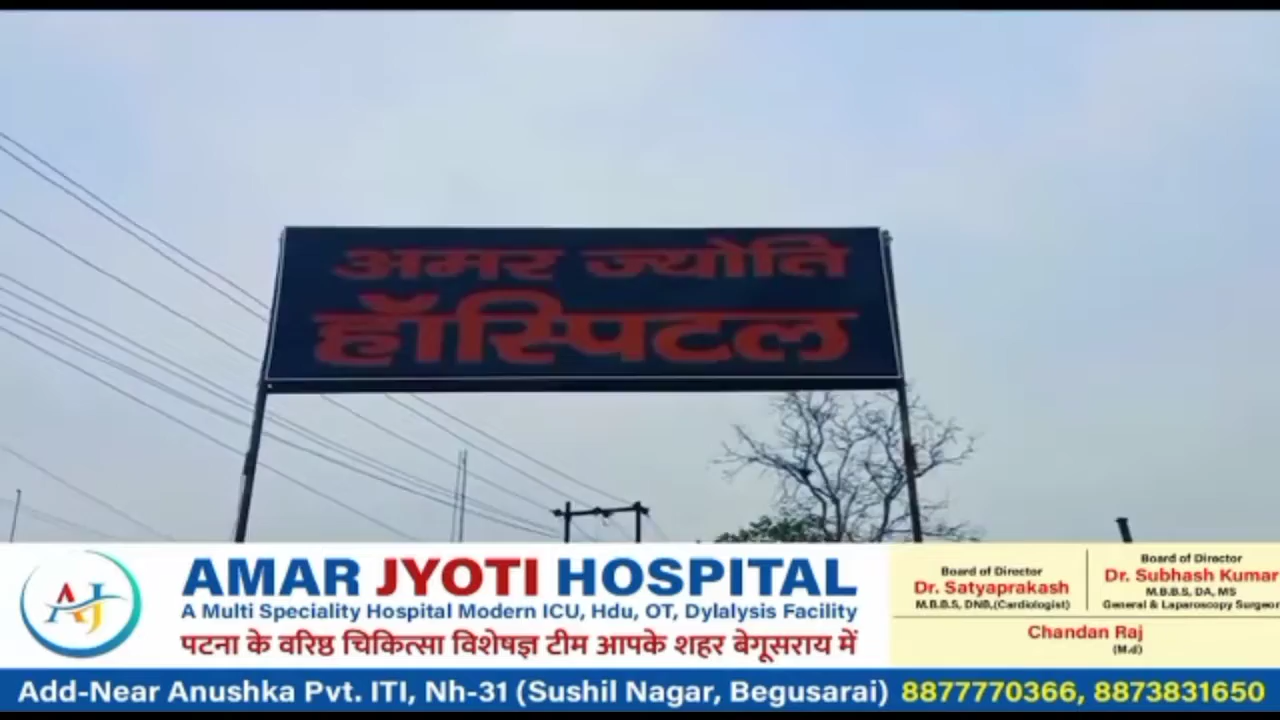 अमर ज्योति
हॉस्पिटल
AJ
AMAR JYOTI HOSPITAL
A Multi Speciality Hospital Modern ICU, Hdu, OT, Dylalysis Facility
पटना के वरिष्ठ चिकित्सा विशेषज्ञ टीम आपके शहर बेगूसराय में
Board of Director
Dr. Satyaprakash
M.B.B.S, DNB,(Cardiologist)
Board of Director
Dr. Subhash Kumar
M.B.B.S, DA, MS
General & Laparoscopy Surgeon
Chandan Raj
(M.d)
Add-Near Anushka Pvt. ITI, Nh-31 (Sushil Nagar, Begusarai) 8877770366, 8873831650